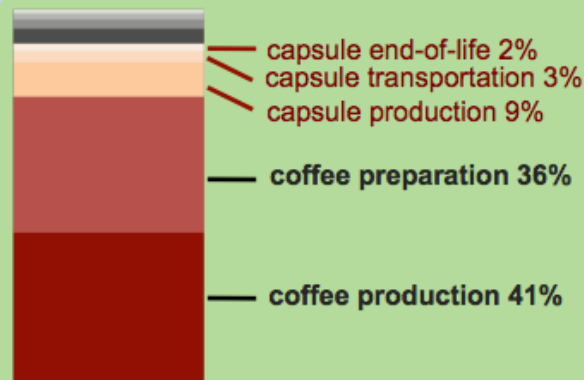 capsule end-of-life 2%
capsule transportation 3%
capsule production 9%
coffee preparation 36%
coffee production 41%